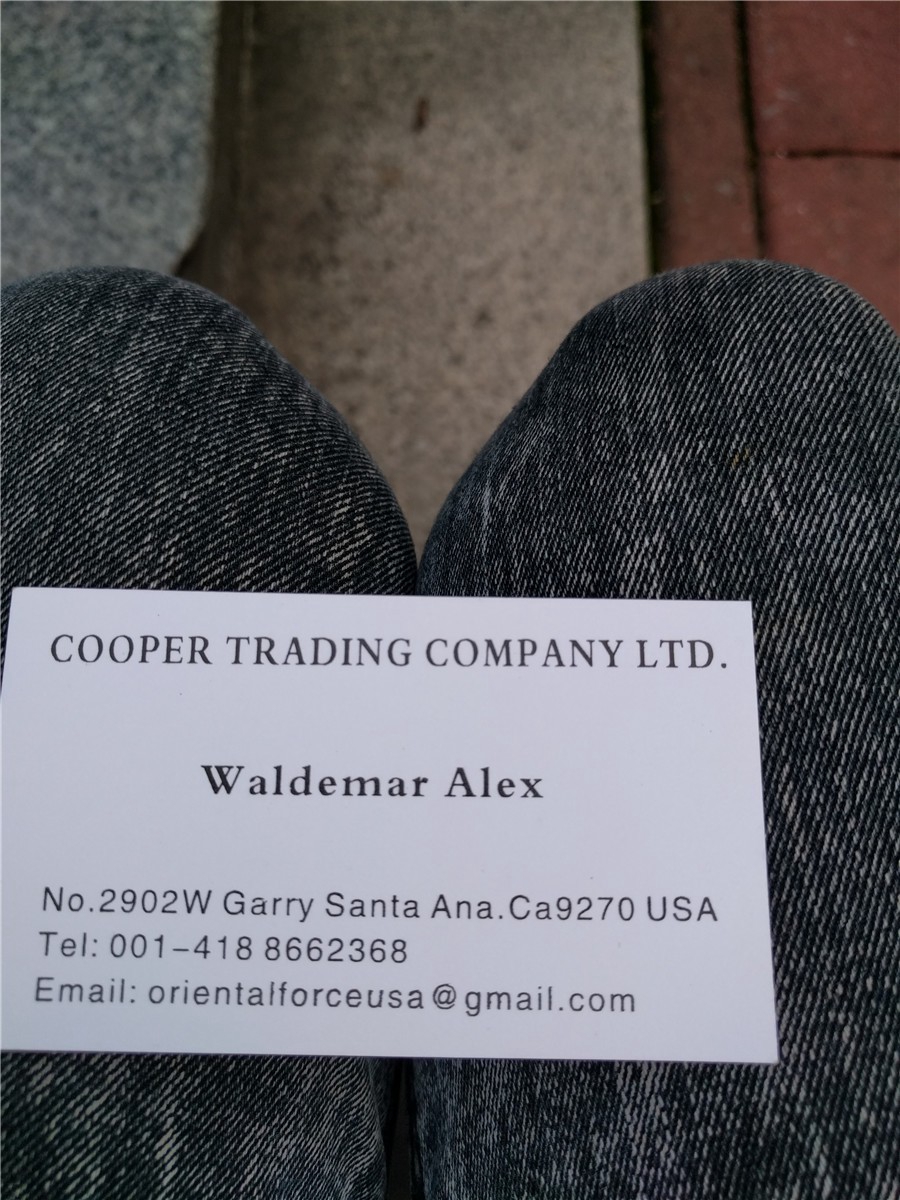 COOPER TRADING COMPANY LTD.
Waldemar Alex
No.2902W Garry Santa Ana.Ca9270 USA
Tel: 001-418 8662368
Email: orientalforceusa@gmail.com